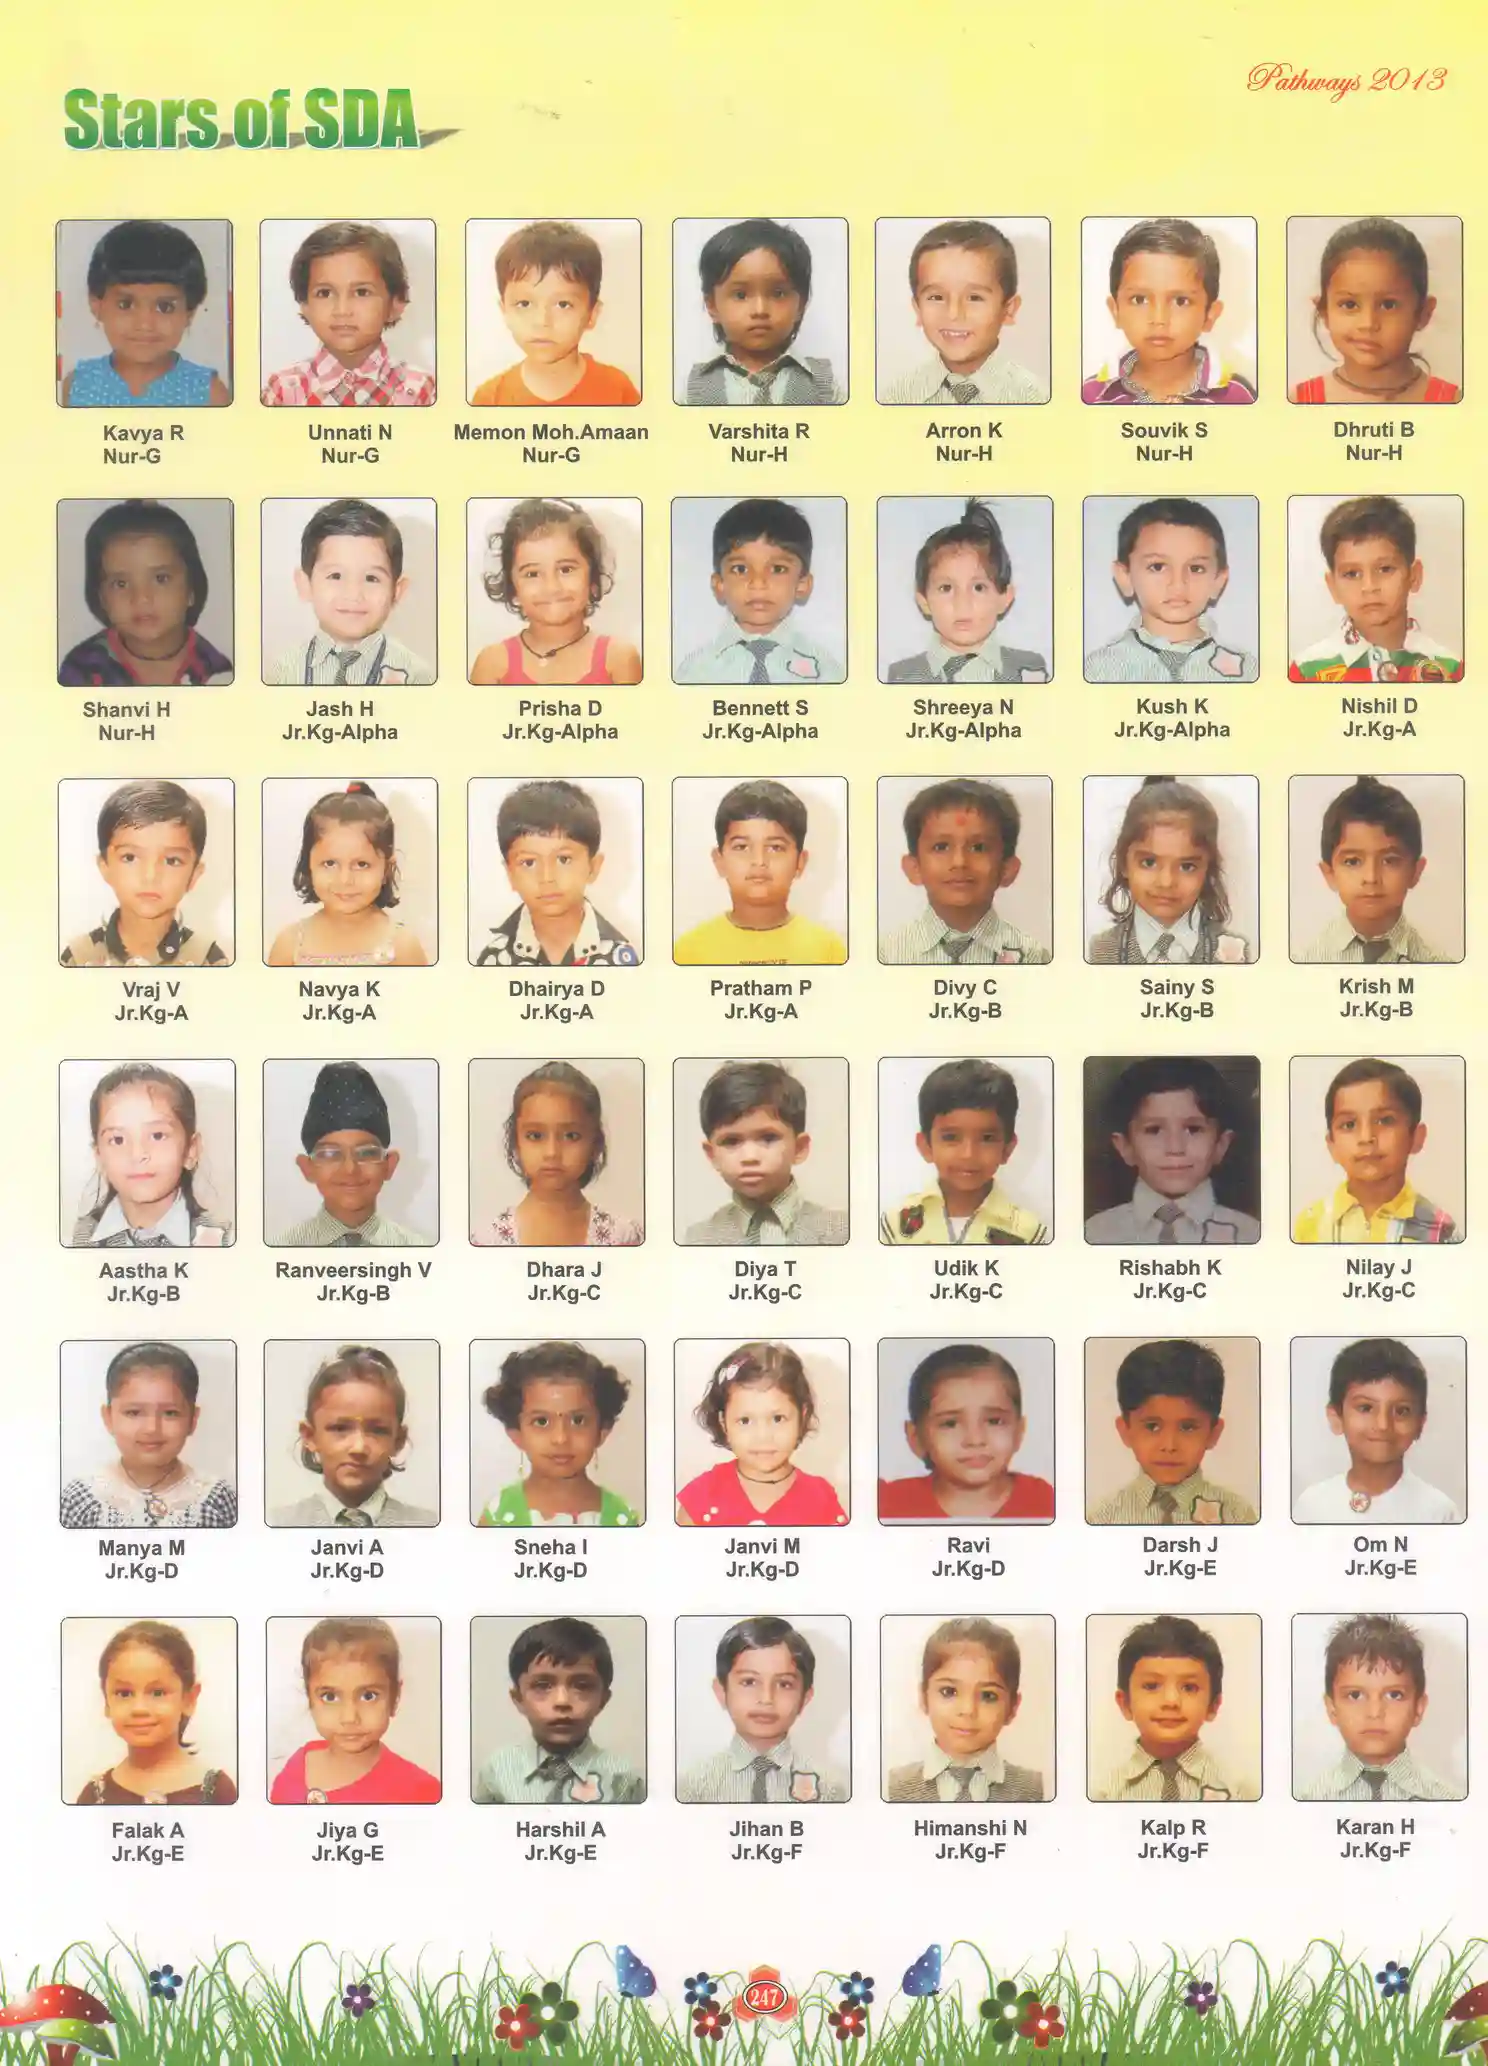 Pathways 2013
Stars of SDA
Kavya R
Nur-G
Unnati N
Nur-G
Memon Moh.Amaan
Nur-G
Varshita R
Nur-H
Arron K
Nur-H
Souvik S
Nur-H
Dhruti B
Nur-H
Shanvi H
Nur-H
Jash H
Jr.Kg-Alpha
Prisha D
Jr.Kg-Alpha
Bennett S
Jr.Kg-Alpha
Shreeya N
Jr.Kg-Alpha
Kush K
Jr.Kg-Alpha
Nishil D
Jr.Kg-A
Vraj V
Jr.Kg-A
Navya K
Jr.Kg-A
Dhairya D
Jr.Kg-A
Pratham P
Jr.Kg-A
Divy C
Jr.Kg-B
Sainy S
Jr.Kg-B
Krish M
Jr.Kg-B
Aastha K
Jr.Kg-B
Ranveersingh V
Jr.Kg-B
Dhara J
Jr.Kg-C
Diya T
Jr.Kg-C
Udik K
Jr.Kg-C
Rishabh K
Jr.Kg-C
Nilay J
Jr.Kg-C
Manya M
Jr.Kg-D
Janvi A
Jr.Kg-D
Sneha I
Jr.Kg-D
Janvi M
Jr.Kg-D
Ravi
Jr.Kg-D
Darsh J
Jr.Kg-E
Om N
Jr.Kg-E
Falak A
Jr.Kg-E
Jiya G
Jr.Kg-E
Harshil A
Jr.Kg-E
Jihan B
Jr.Kg-F
Himanshi N
Jr.Kg-F
Kalp R
Jr.Kg-F
Karan H
Jr.Kg-F
247